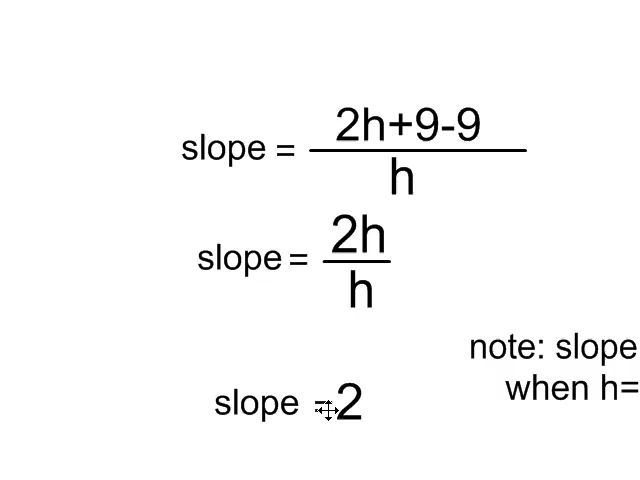 slope = 2h+9-9
h
slope = 2h
h
note: slope
when h=
slope =2